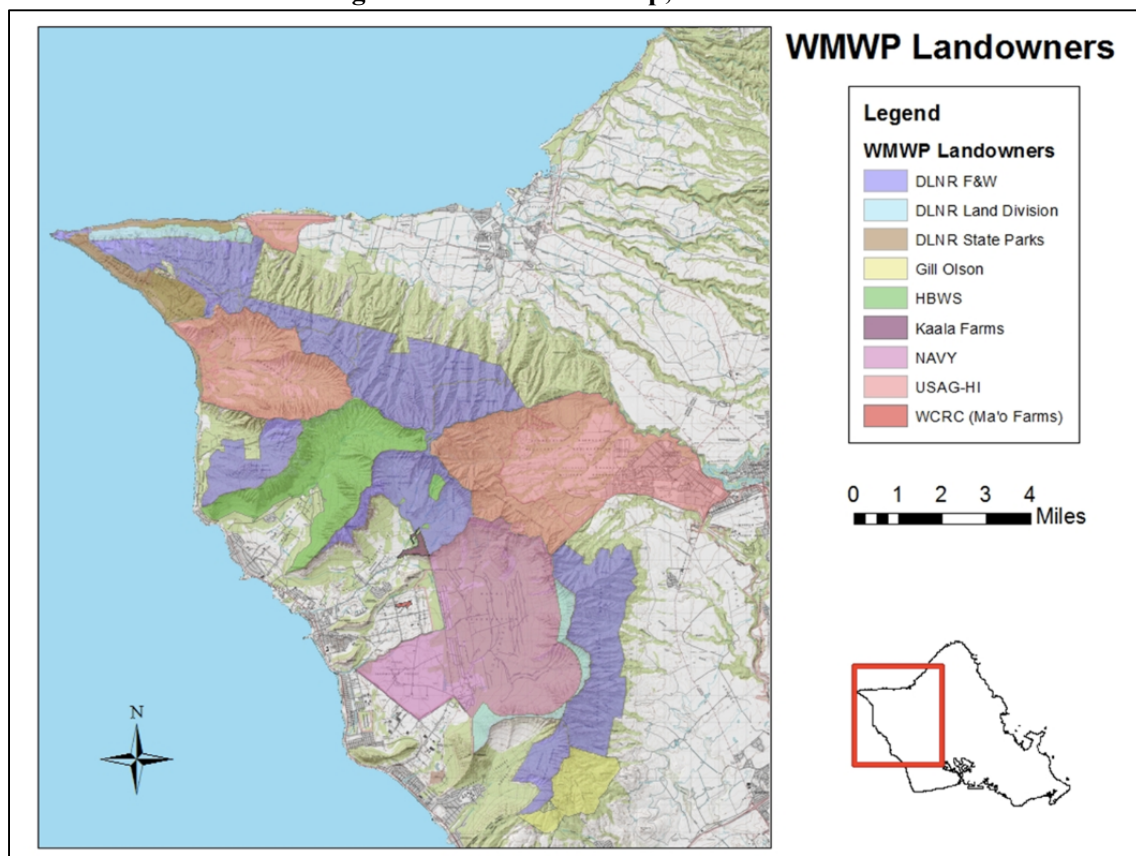 WMWP Landowners
Legend
WMWP Landowners
DLNR F&W
DLNR Land Division
DLNR State Parks
Gill Olson
HBWS
Kaala Farms
NAVY
USAG-HI
WCRC (Ma'o Farms)
0 1 2 3 4
Miles
N